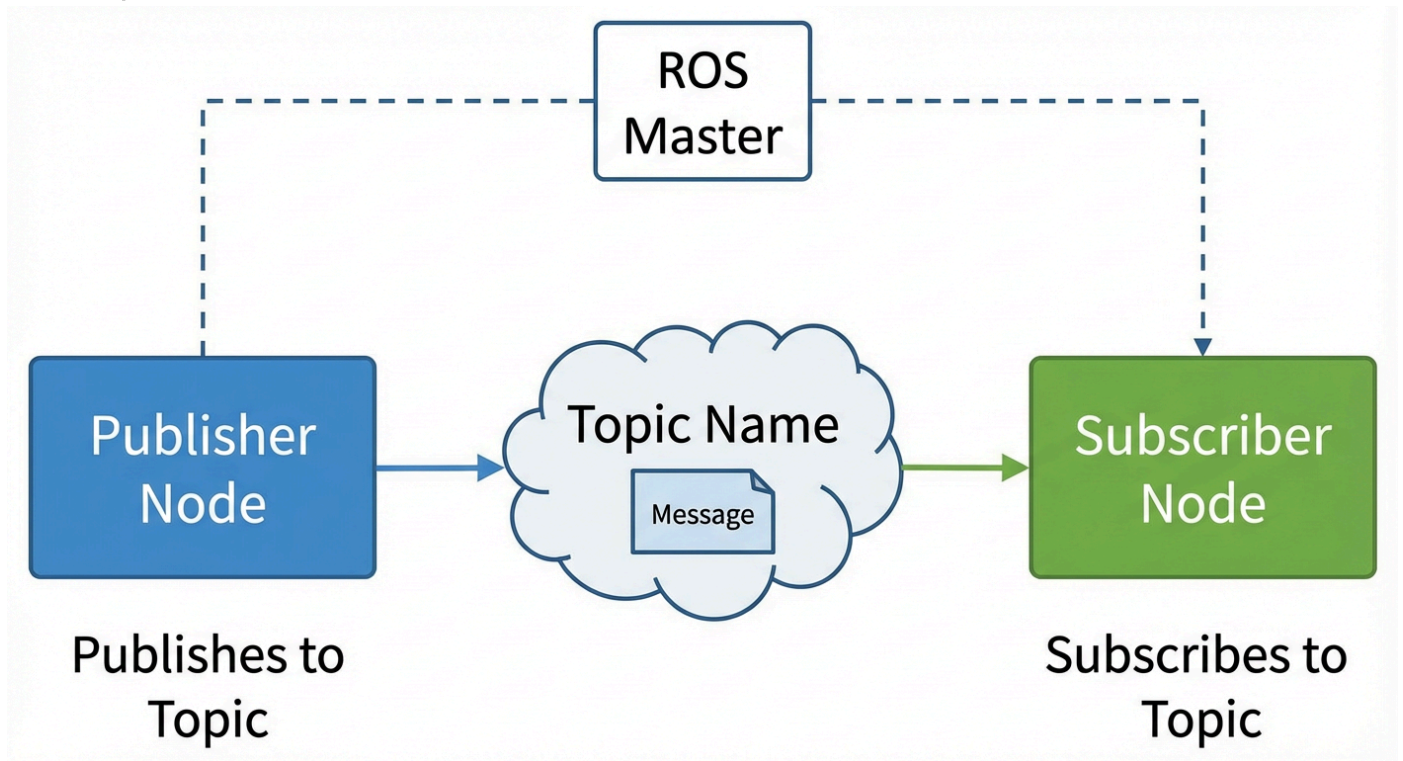 ROS
Master
Publisher
Node
Topic Name
Message
Subscriber
Node
Publishes to
Topic
Subscribes to
Topic